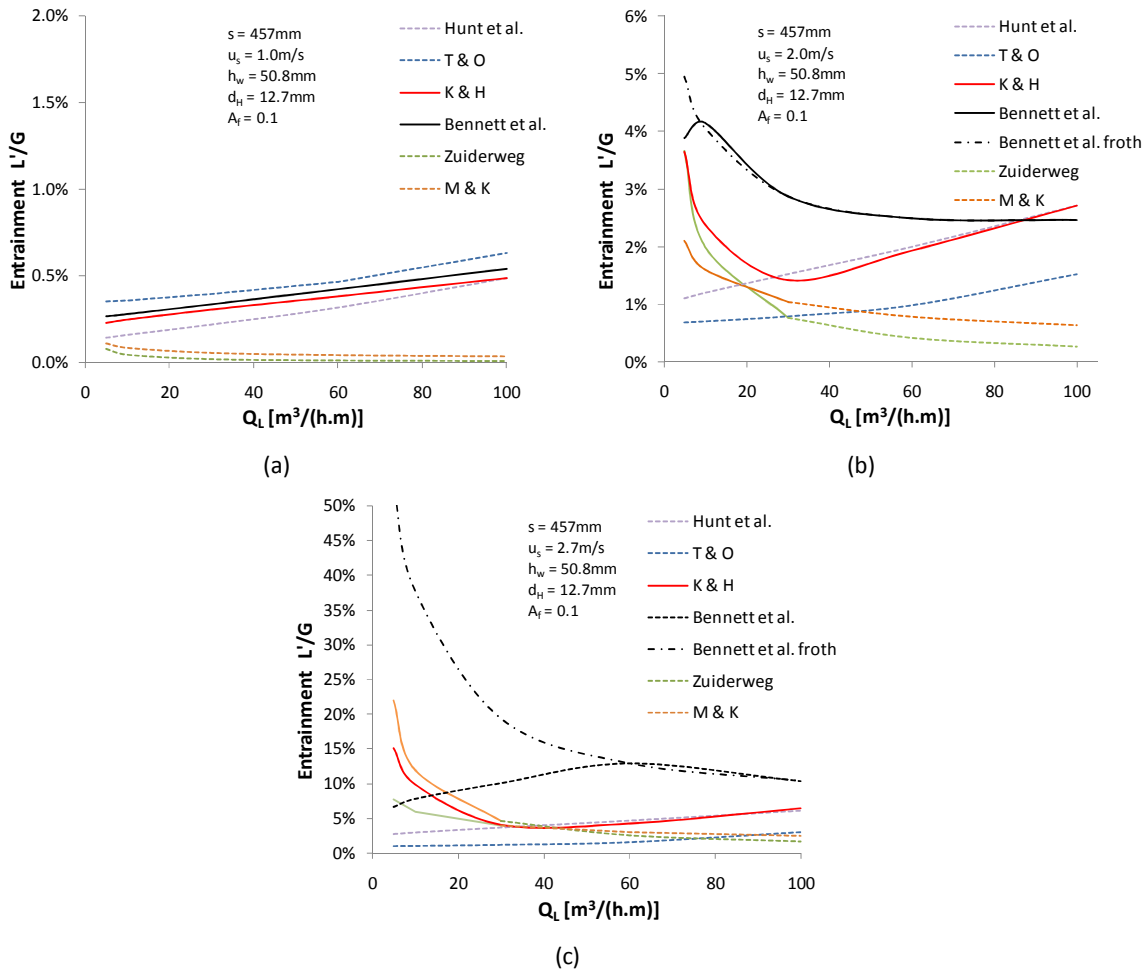 2.0%
1.5%
1.0%
0.5%
0.0%
Entrainment L'/G
0 20 40 60 80 100
Q_L [m³/(h.m)]
s = 457mm
u_s = 1.0m/s
h_w = 50.8mm
d_H = 12.7mm
A_f = 0.1
Hunt et al.
T & O
K & H
Bennett et al.
Zuiderweg
M & K
(a)
6%
5%
4%
3%
2%
1%
0%
Entrainment L'/G
0 20 40 60 80 100
Q_L [m³/(h.m)]
s = 457mm
u_s = 2.0m/s
h_w = 50.8mm
d_H = 12.7mm
A_f = 0.1
Hunt et al.
T & O
K & H
Bennett et al.
Bennett et al. froth
Zuiderweg
M & K
(b)
50%
45%
40%
35%
30%
25%
20%
15%
10%
5%
0%
Entrainment L'/G
0 20 40 60 80 100
Q_L [m³/(h.m)]
s = 457mm
u_s = 2.7m/s
h_w = 50.8mm
d_H = 12.7mm
A_f = 0.1
Hunt et al.
T & O
K & H
Bennett et al.
Bennett et al. froth
Zuiderweg
M & K
(c)